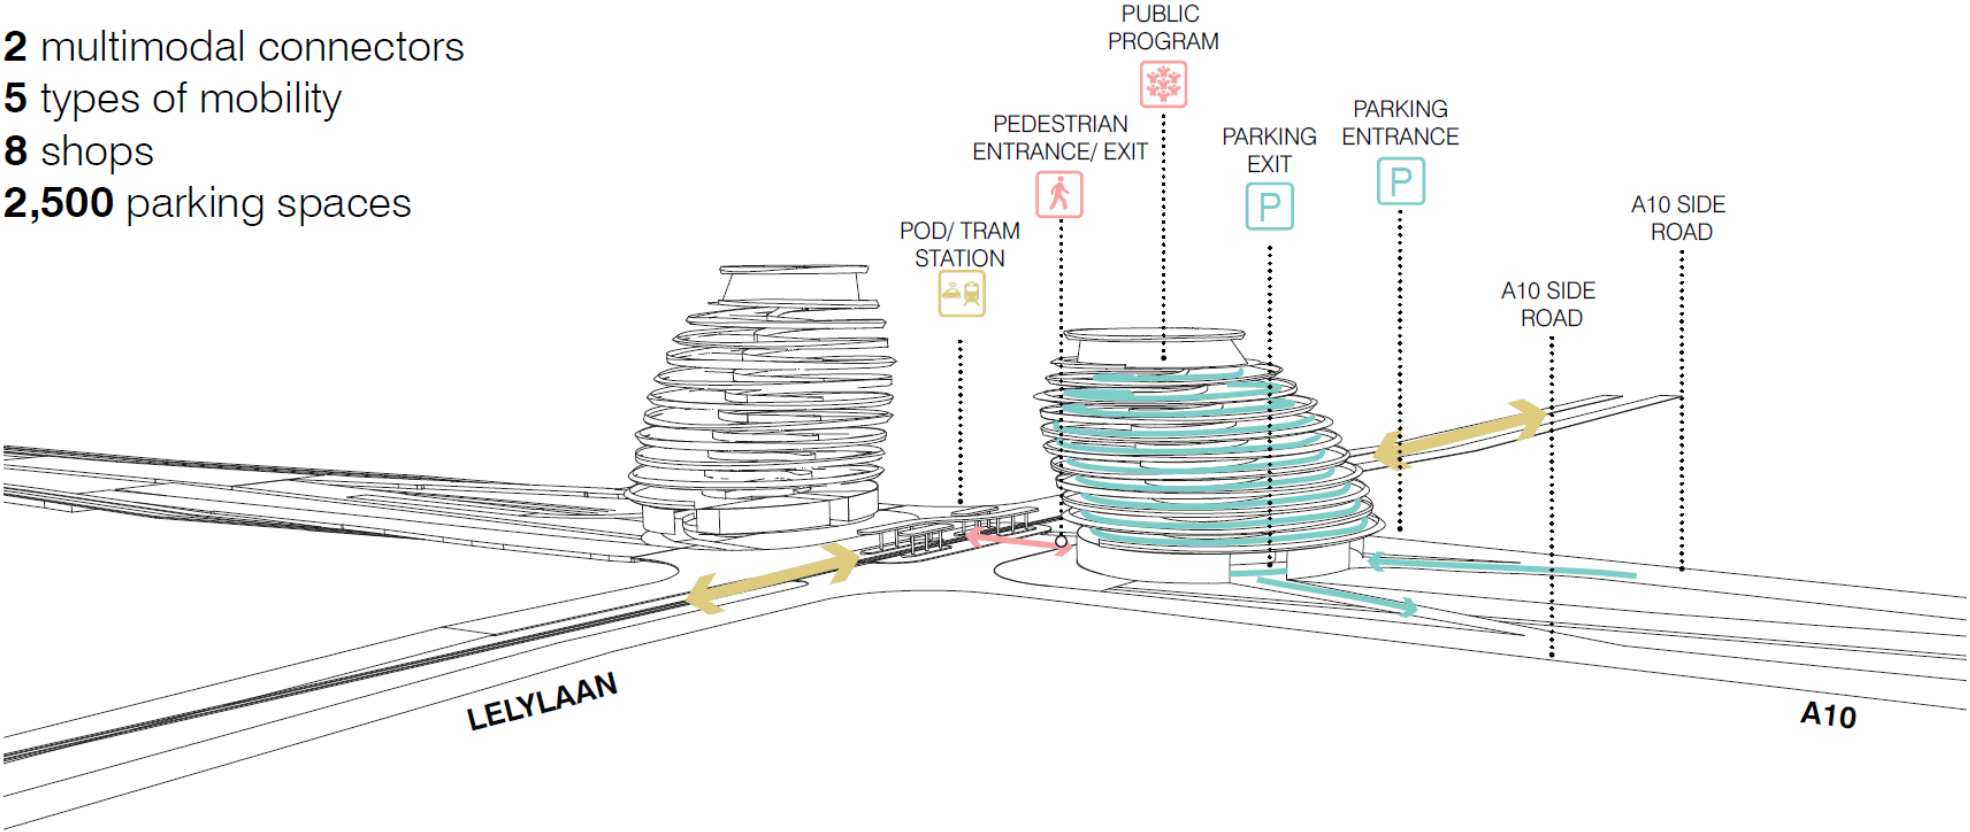 2 multimodal connectors
5 types of mobility
8 shops
2,500 parking spaces
PUBLIC
PROGRAM
PEDESTRIAN
ENTRANCE/ EXIT
PARKING
EXIT
P
PARKING
ENTRANCE
P
POD/ TRAM
STATION
A10 SIDE
ROAD
A10 SIDE
ROAD
LELYLAAN
A10